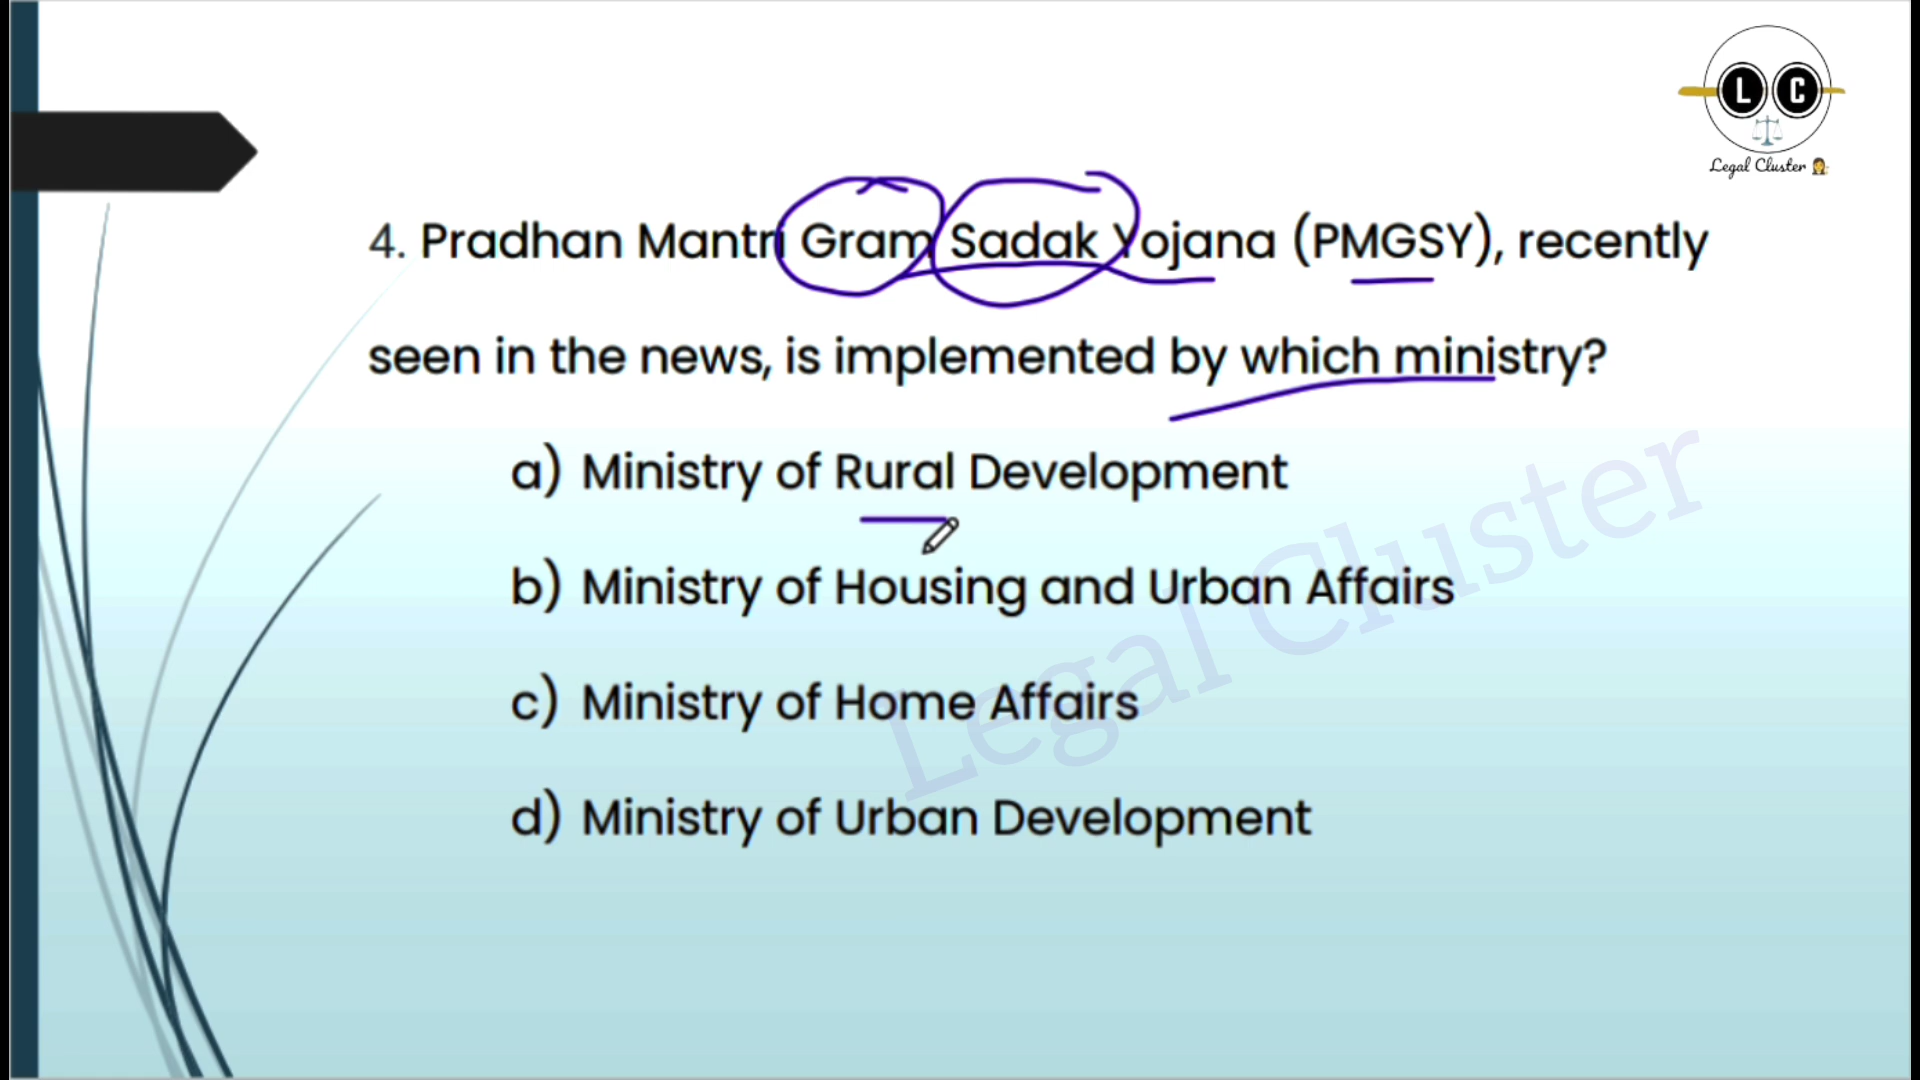 L C
Legal Cluster
4. Pradhan Mantri Gram Sadak Yojana (PMGSY), recently
seen in the news, is implemented by which ministry?
a) Ministry of Rural Development
b) Ministry of Housing and Urban Affairs
c) Ministry of Home Affairs
d) Ministry of Urban Development
Legal Cluster